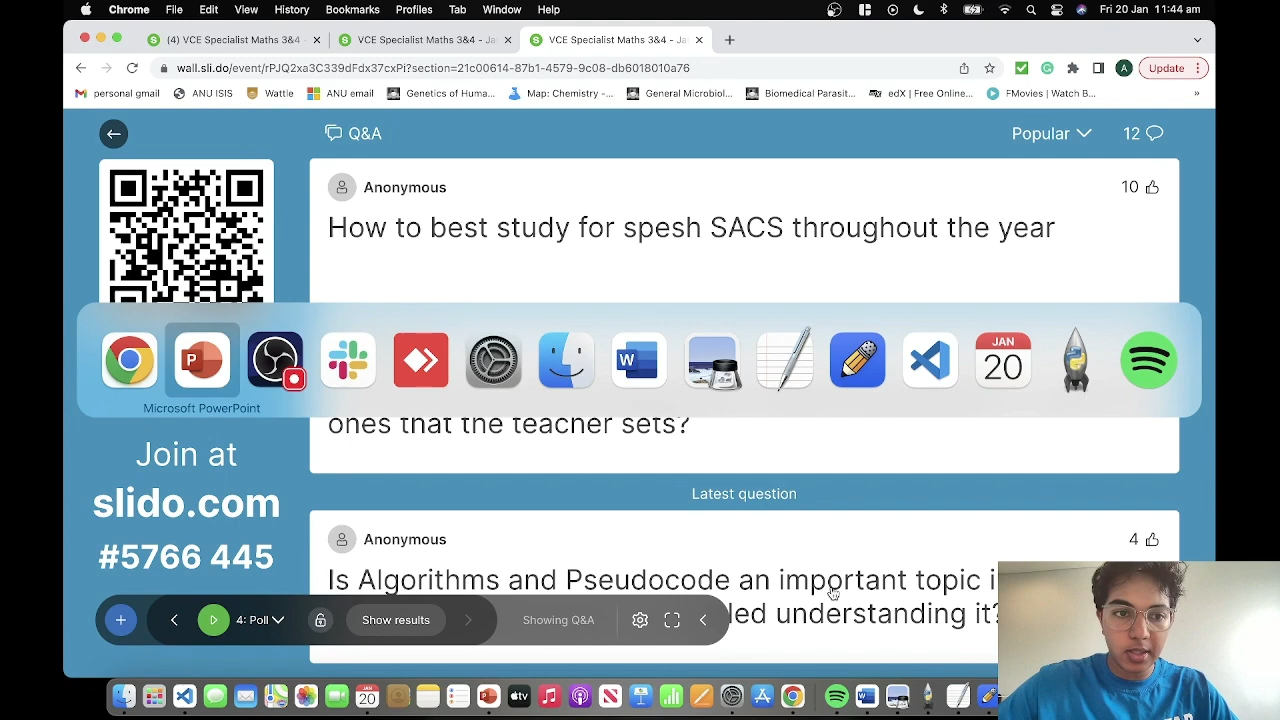 Chrome File Edit View History Bookmarks Profiles Tab Window Help Fri 20 Jan 11:44 am
(4) VCE Specialist Maths 3&4 - VCE Specialist Maths 3&4 - Ja VCE Specialist Maths 3&4 - Ja
wall.sli.do/event/rPJQ2xa3C339dFdx37cxPi?section=21c00614-87b1-4579-9c08-db6018010a76 A Update
personal gmail ANU ISIS Wattle ANU email Genetics of Huma... Map: Chemistry -... General Microbiol... Biomedical Parasit... edX | Free Online... FMovies | Watch B... »
Q&A Popular 12
Anonymous 10
How to best study for spesh SACS throughout the year
JAN
20
Microsoft PowerPoint
ones that the teacher sets?
Join at
slido.com
#5766 445
Latest question
Anonymous 4
Is Algorithms and Pseudocode an important topic i
led understanding it?
4: Poll Show results Showing QnA